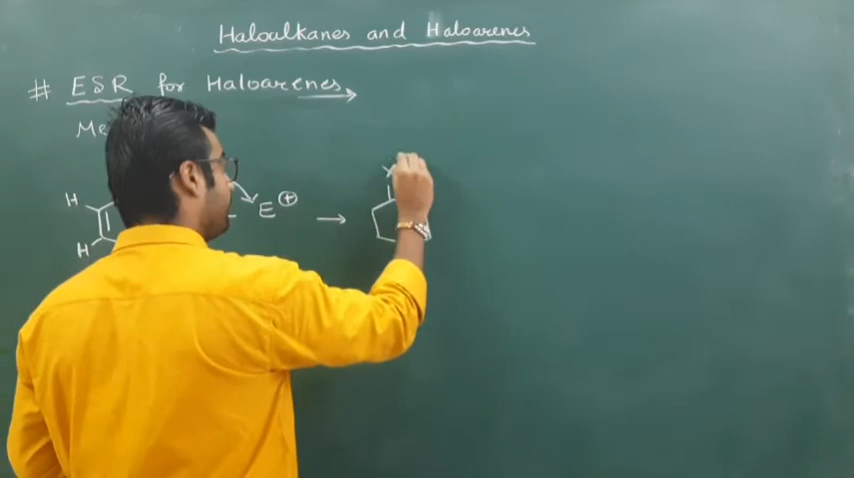 Haloalkanes and Haloarenes
# ESR for Haloarenes →
H E⊕ →
H